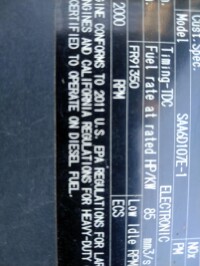 Cust. Spec.
Model SAA6D107E-1 NOx
Timing-TDC ELECTRONIC PM
Fuel rate at rated HP/KW 85 mm3/s
FR91350 Low Idle RPM
2000 RPM ECS
INE CONFORMS TO 2011 U.S. EPA REGULATIONS FOR LAR
NGINES AND CALIFORNIA REGULATIONS FOR HEAVY-DUTY
CERTIFIED TO OPERATE ON DIESEL FUEL.